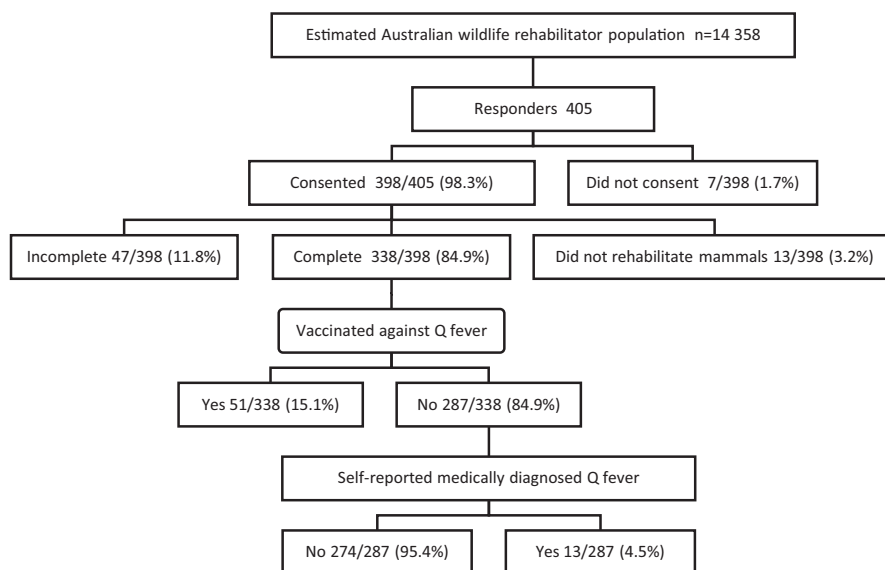 Estimated Australian wildlife rehabilitator population n=14 358
Responders 405
Consented 398/405 (98.3%)
Did not consent 7/398 (1.7%)
Incomplete 47/398 (11.8%)
Complete 338/398 (84.9%)
Did not rehabilitate mammals 13/398 (3.2%)
Vaccinated against Q fever
Yes 51/338 (15.1%)
No 287/338 (84.9%)
Self-reported medically diagnosed Q fever
No 274/287 (95.4%)
Yes 13/287 (4.5%)